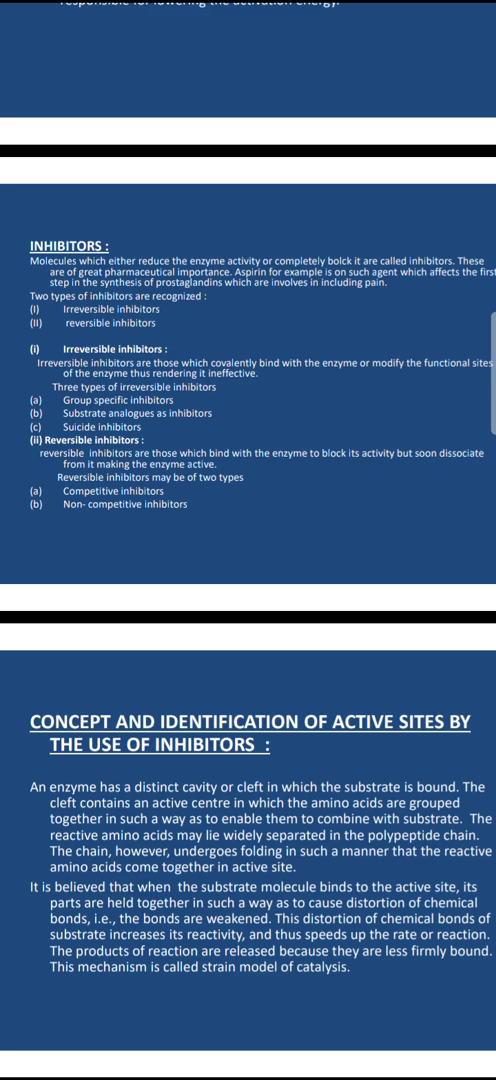 responsible for lowering the activation energy.
INHIBITORS :
Molecules which either reduce the enzyme activity or completely bolck it are called inhibitors. These
are of great pharmaceutical importance. Aspirin for example is on such agent which affects the first
step in the synthesis of prostaglandins which are involves in including pain.
Two types of inhibitors are recognized :
(I) Irreversible inhibitors
(II) reversible inhibitors
(i) Irreversible inhibitors :
Irreversible inhibitors are those which covalently bind with the enzyme or modify the functional sites
of the enzyme thus rendering it ineffective.
Three types of irreversible inhibitors
(a) Group specific inhibitors
(b) Substrate analogues as inhibitors
(c) Suicide inhibitors
(ii) Reversible inhibitors :
reversible inhibitors are those which bind with the enzyme to block its activity but soon dissociate
from it making the enzyme active.
Reversible inhibitors may be of two types
(a) Competitive inhibitors
(b) Non- competitive inhibitors
CONCEPT AND IDENTIFICATION OF ACTIVE SITES BY
THE USE OF INHIBITORS :
An enzyme has a distinct cavity or cleft in which the substrate is bound. The
cleft contains an active centre in which the amino acids are grouped
together in such a way as to enable them to combine with substrate. The
reactive amino acids may lie widely separated in the polypeptide chain.
The chain, however, undergoes folding in such a manner that the reactive
amino acids come together in active site.
It is believed that when the substrate molecule binds to the active site, its
parts are held together in such a way as to cause distortion of chemical
bonds, i.e., the bonds are weakened. This distortion of chemical bonds of
substrate increases its reactivity, and thus speeds up the rate or reaction.
The products of reaction are released because they are less firmly bound.
This mechanism is called strain model of catalysis.